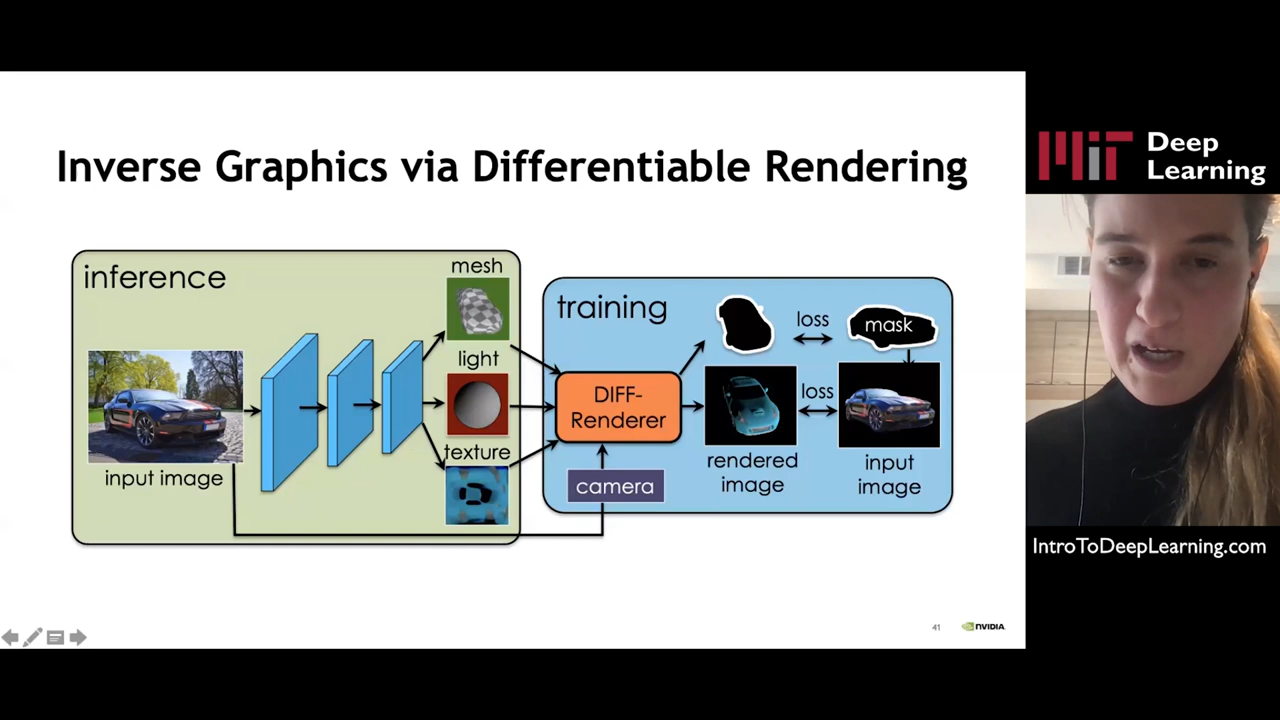 Inverse Graphics via Differentiable Rendering
inference
input image
mesh
light
texture
training
DIFF-
Renderer
camera
loss
mask
loss
rendered
image
input
image
41
NVIDIA
MIT
Deep
Learning
IntroToDeepLearning.com